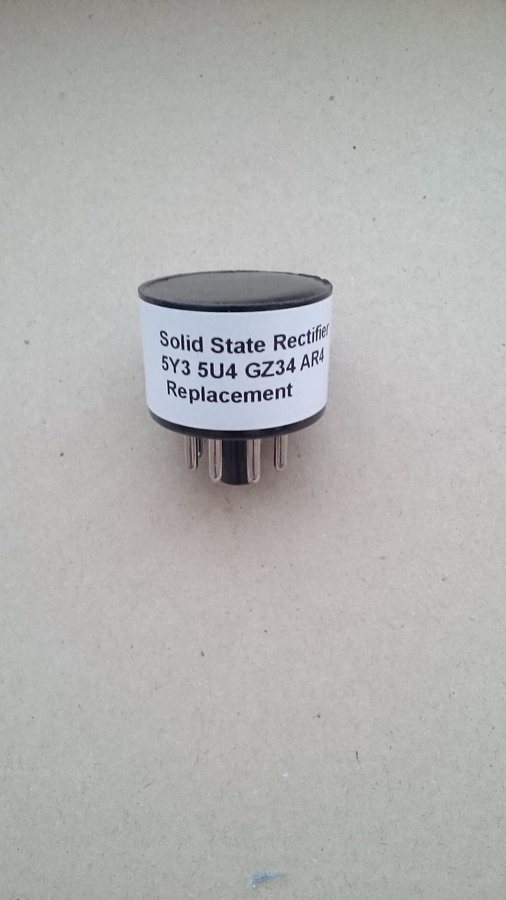 Solid State Rectifier
5Y3 5U4 GZ34 AR4
Replacement